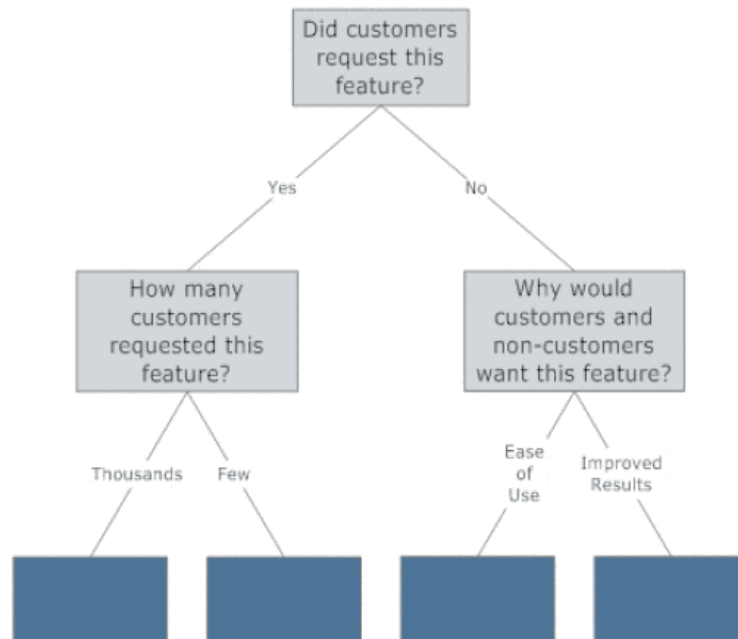 Did customers
request this
feature?
Yes
No
How many
customers
requested this
feature?
Why would
customers and
non-customers
want this feature?
Thousands
Few
Ease
of
Use
Improved
Results